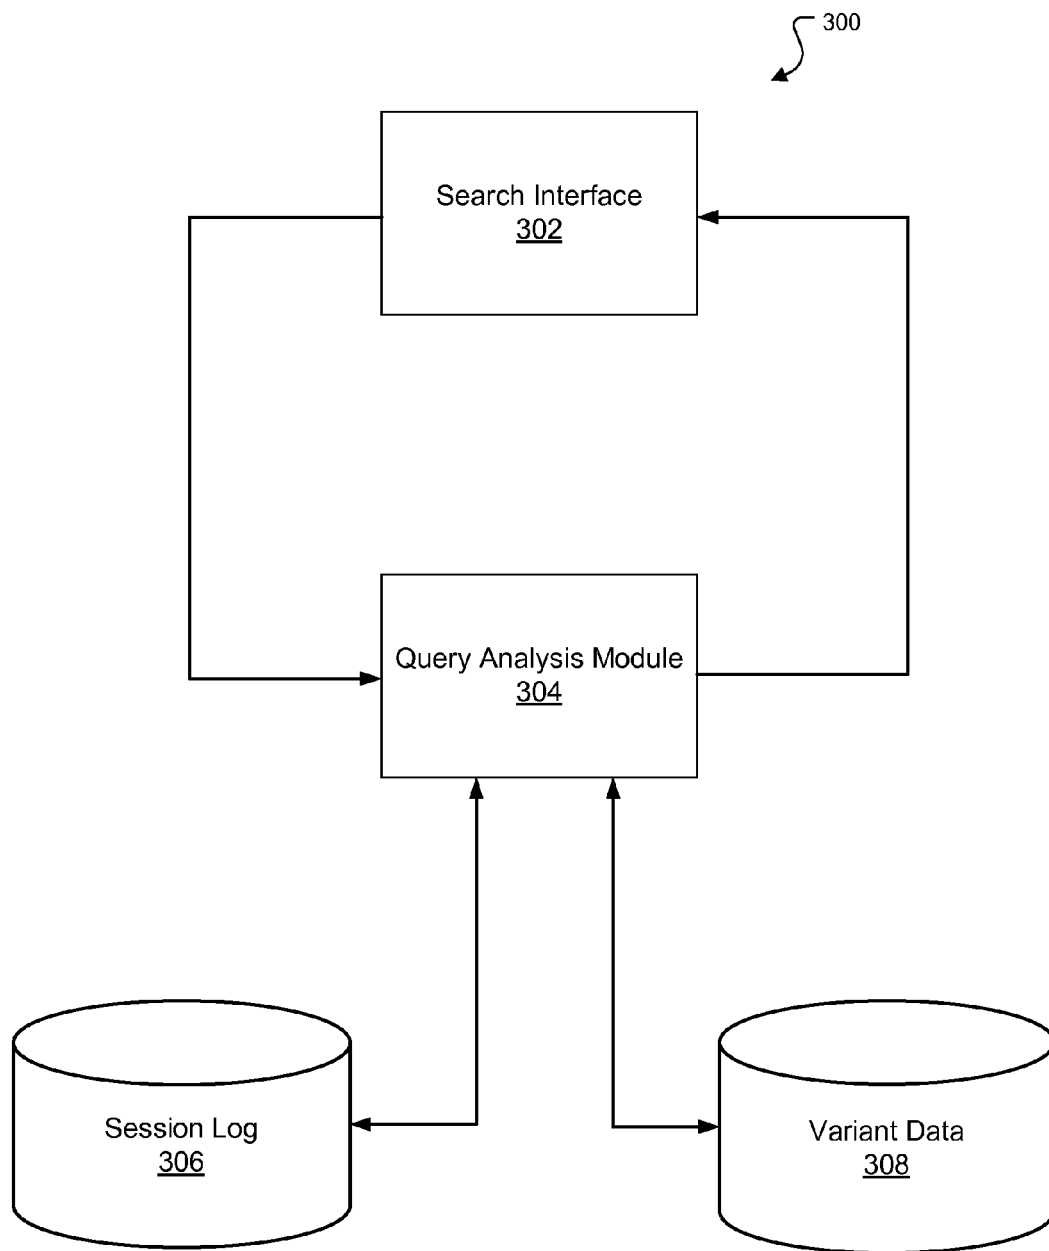 300
Search Interface
302
Query Analysis Module
304
Session Log
306
Variant Data
308